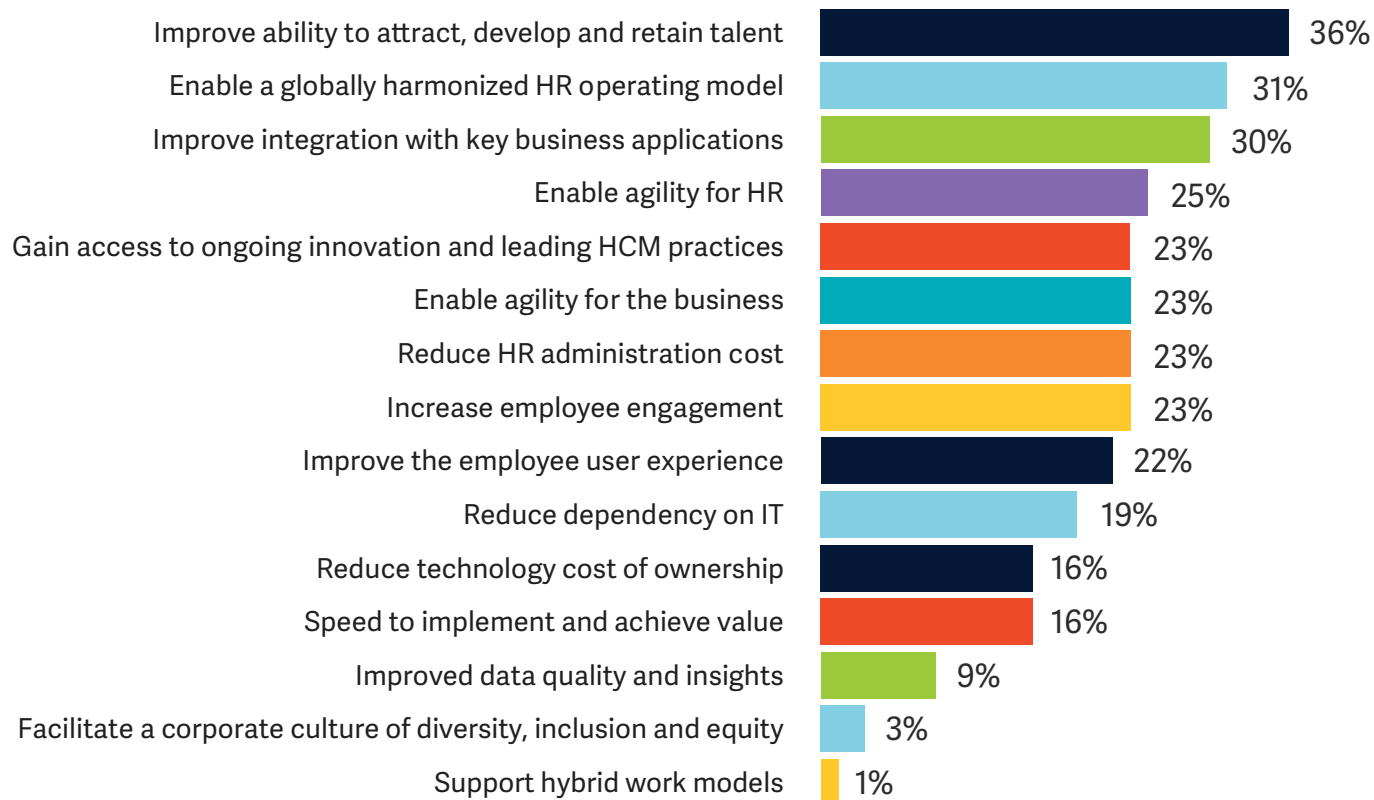 Improve ability to attract, develop and retain talent 36%
Enable a globally harmonized HR operating model 31%
Improve integration with key business applications 30%
Enable agility for HR 25%
Gain access to ongoing innovation and leading HCM practices 23%
Enable agility for the business 23%
Reduce HR administration cost 23%
Increase employee engagement 23%
Improve the employee user experience 22%
Reduce dependency on IT 19%
Reduce technology cost of ownership 16%
Speed to implement and achieve value 16%
Improved data quality and insights 9%
Facilitate a corporate culture of diversity, inclusion and equity 3%
Support hybrid work models 1%